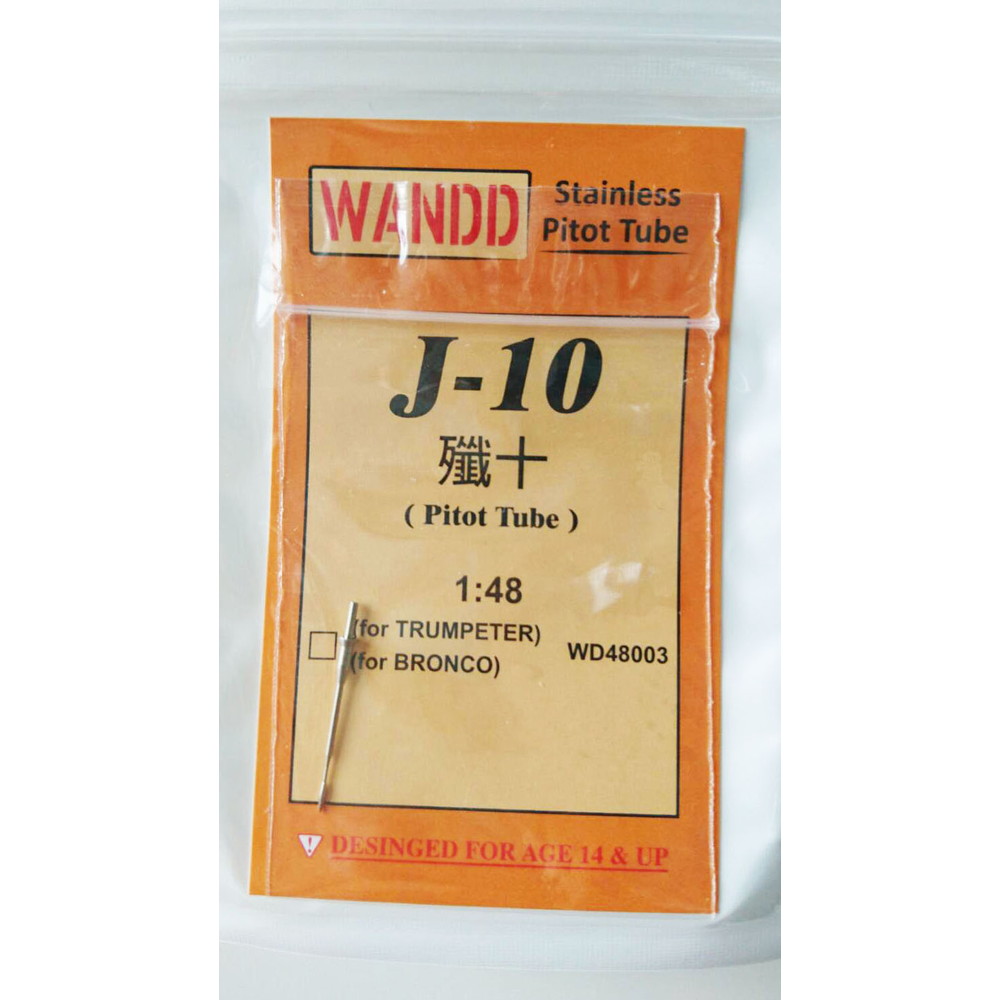 WANDD
Stainless
Pitot Tube
J-10
殲十
( Pitot Tube )
1:48
(for TRUMPETER)
(for BRONCO)
WD48003
DESINGED FOR AGE 14 & UP